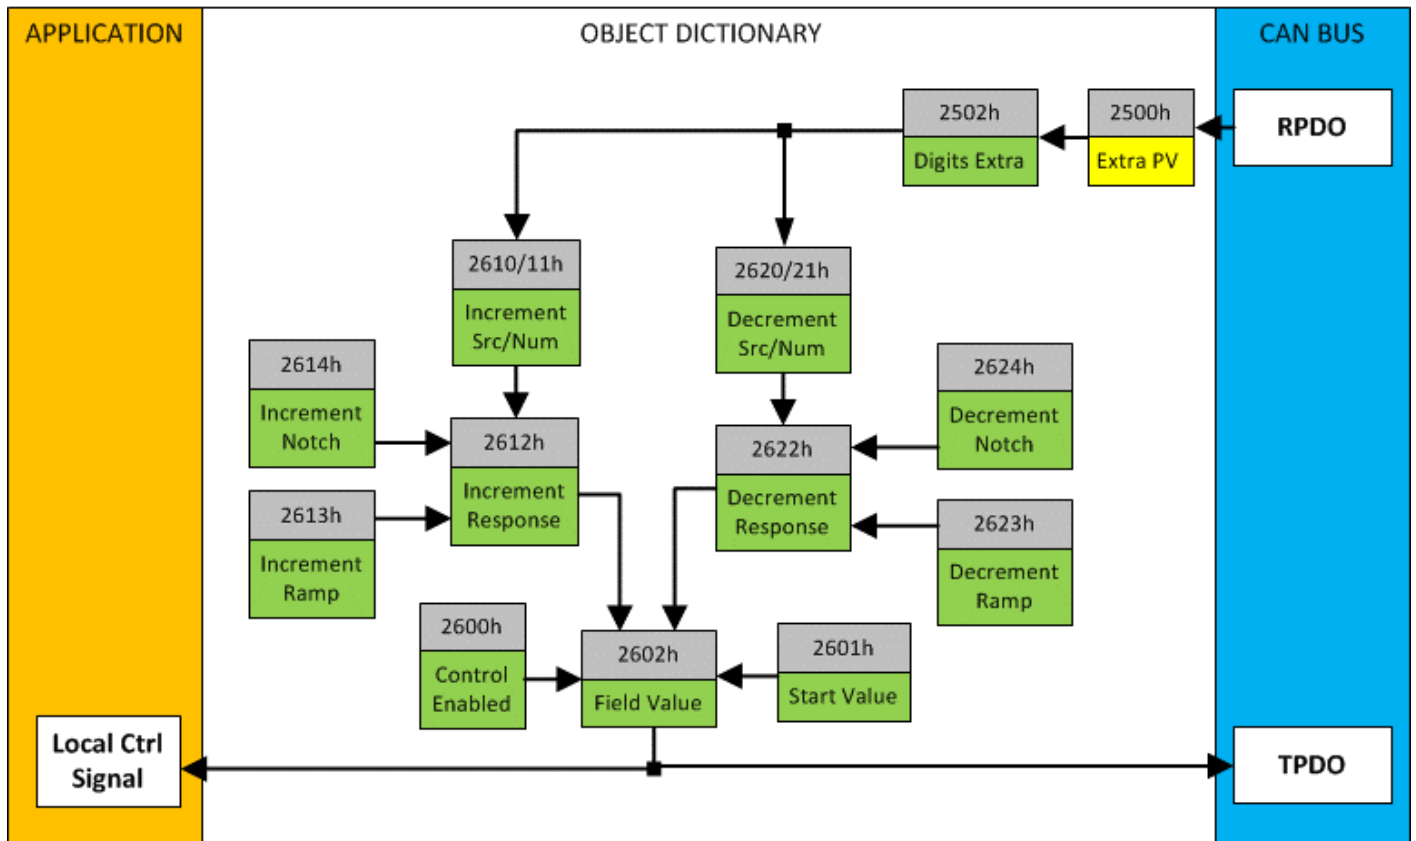 APPLICATION
OBJECT DICTIONARY
CAN BUS
2502h
Digits Extra
2500h
Extra PV
RPDO
2610/11h
Increment
Src/Num
2620/21h
Decrement
Src/Num
2614h
Increment
Notch
2624h
Decrement
Notch
2612h
Increment
Response
2622h
Decrement
Response
2613h
Increment
Ramp
2623h
Decrement
Ramp
2600h
Control
Enabled
2602h
Field Value
2601h
Start Value
Local Ctrl
Signal
TPDO